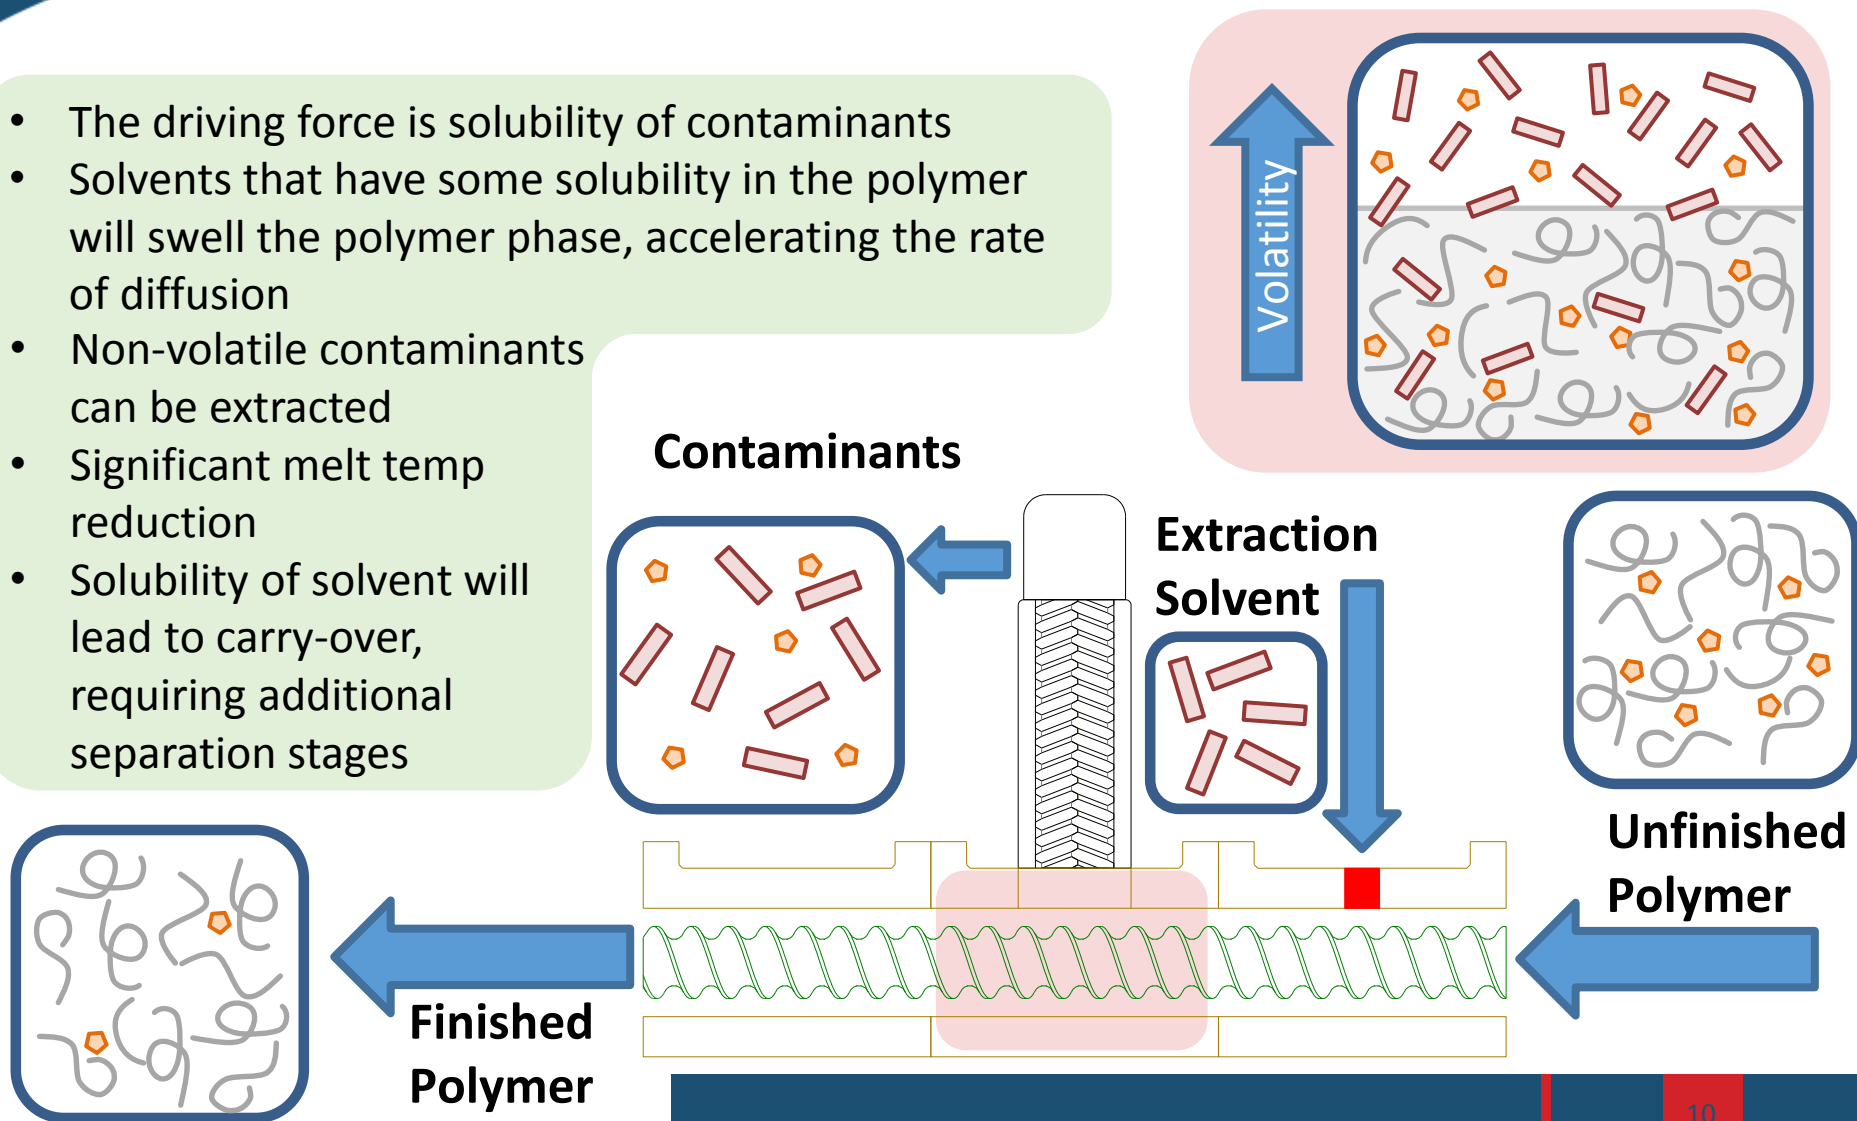 • The driving force is solubility of contaminants
• Solvents that have some solubility in the polymer
will swell the polymer phase, accelerating the rate
of diffusion
• Non-volatile contaminants
can be extracted
• Significant melt temp
reduction
• Solubility of solvent will
lead to carry-over,
requiring additional
separation stages
Volatility
Contaminants
Extraction
Solvent
Unfinished
Polymer
Finished
Polymer
10